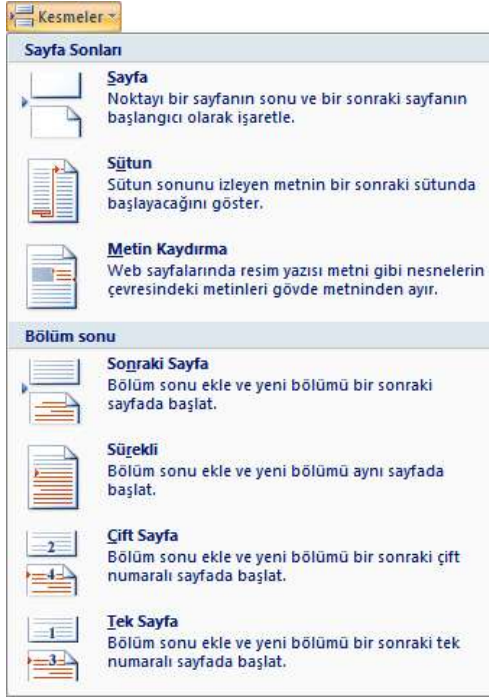 Kesmeler
Sayfa Sonları
Sayfa
Noktayı bir sayfanın sonu ve bir sonraki sayfanın
başlangıcı olarak işaretle.
Sütun
Sütun sonunu izleyen metnin bir sonraki sütunda
başlayacağını göster.
Metin Kaydırma
Web sayfalarında resim yazısı metni gibi nesnelerin
çevresindeki metinleri gövde metninden ayır.
Bölüm sonu
Sonraki Sayfa
Bölüm sonu ekle ve yeni bölümü bir sonraki
sayfada başlat.
Sürekli
Bölüm sonu ekle ve yeni bölümü aynı sayfada
başlat.
2
4
Çift Sayfa
Bölüm sonu ekle ve yeni bölümü bir sonraki çift
numaralı sayfada başlat.
1
3
Tek Sayfa
Bölüm sonu ekle ve yeni bölümü bir sonraki tek
numaralı sayfada başlat.